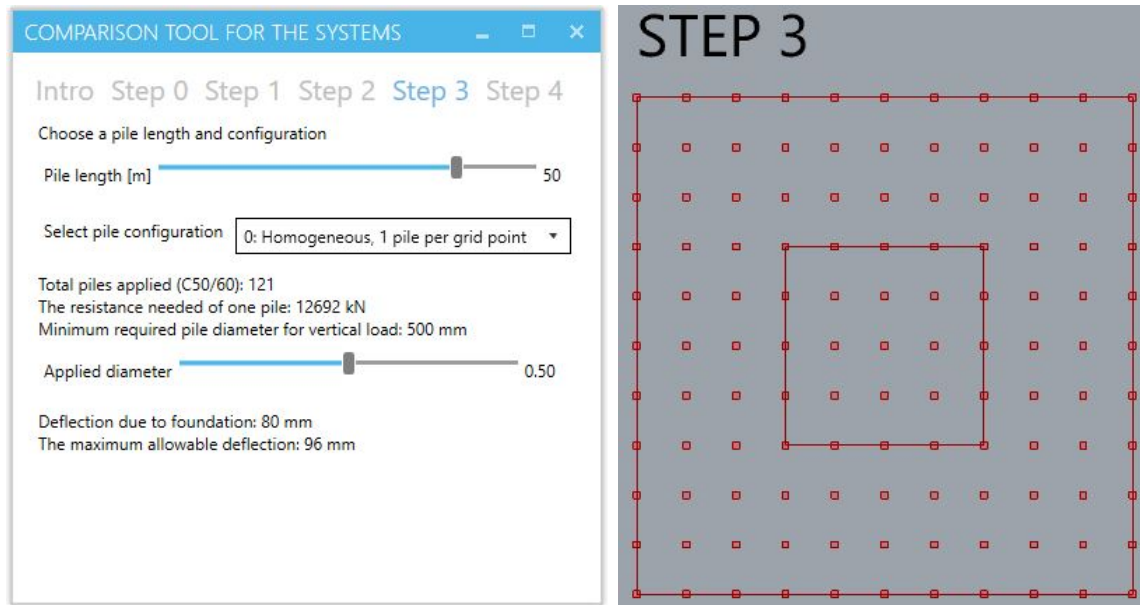 COMPARISON TOOL FOR THE SYSTEMS
Intro Step 0 Step 1 Step 2 Step 3 Step 4
Choose a pile length and configuration
Pile length [m] 50
Select pile configuration 0: Homogeneous, 1 pile per grid point
Total piles applied (C50/60): 121
The resistance needed of one pile: 12692 kN
Minimum required pile diameter for vertical load: 500 mm
Applied diameter 0.50
Deflection due to foundation: 80 mm
The maximum allowable deflection: 96 mm
STEP 3